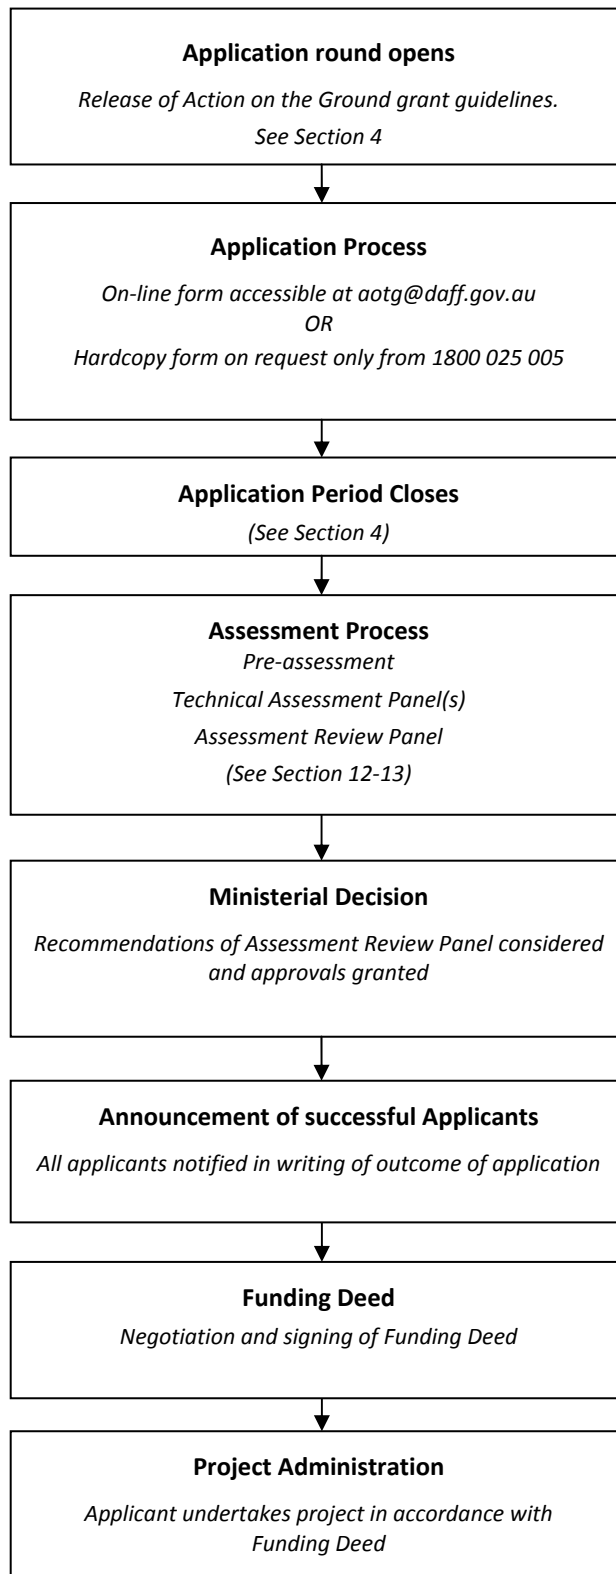 Application round opens
Release of Action on the Ground grant guidelines.
See Section 4
Application Process
On-line form accessible at aotg@daff.gov.au
OR
Hardcopy form on request only from 1800 025 005
Application Period Closes
(See Section 4)
Assessment Process
Pre-assessment
Technical Assessment Panel(s)
Assessment Review Panel
(See Section 12-13)
Ministerial Decision
Recommendations of Assessment Review Panel considered
and approvals granted
Announcement of successful Applicants
All applicants notified in writing of outcome of application
Funding Deed
Negotiation and signing of Funding Deed
Project Administration
Applicant undertakes project in accordance with
Funding Deed